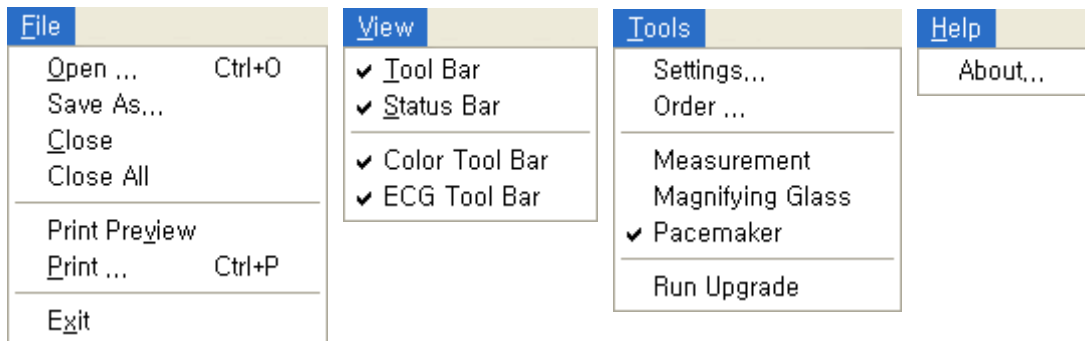 File
Open ... Ctrl+O
Save As...
Close
Close All
Print Preview
Print ... Ctrl+P
Exit
View
Tool Bar
Status Bar
Color Tool Bar
ECG Tool Bar
Tools
Settings...
Order ...
Measurement
Magnifying Glass
Pacemaker
Run Upgrade
Help
About...